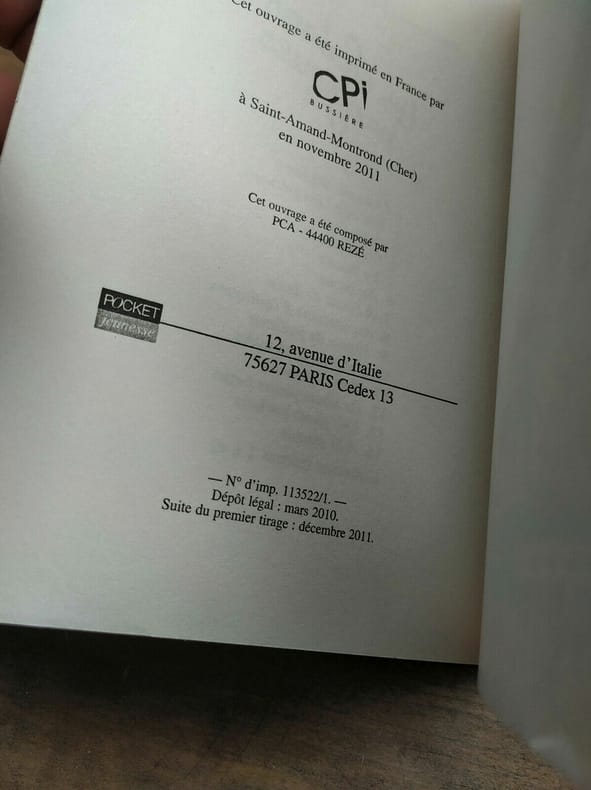 Cet ouvrage a été imprimé en France par
CPi
BUSSIÈRE
à Saint-Amand-Montrond (Cher)
en novembre 2011
Cet ouvrage a été composé par
PCA - 44400 REZÉ
POCKET
jeunesse
12, avenue d'Italie
75627 PARIS Cedex 13
— N° d'imp. 113522/1. —
Dépôt légal : mars 2010.
Suite du premier tirage : décembre 2011.